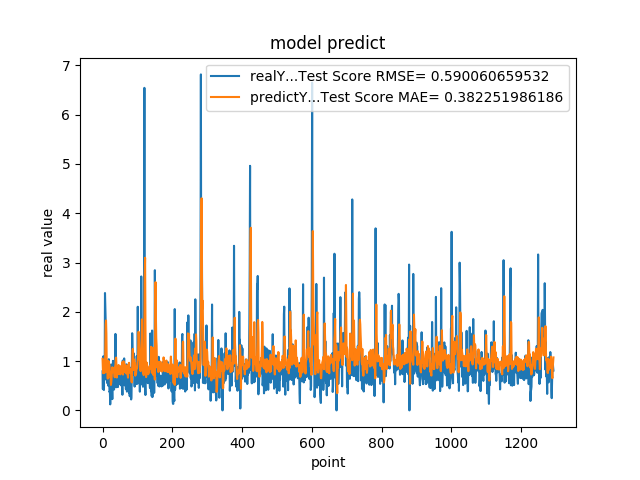 model predict
realY...Test Score RMSE= 0.590060659532
predictY...Test Score MAE= 0.382251986186
real value
7
6
5
4
3
2
1
0
0 200 400 600 800 1000 1200
point